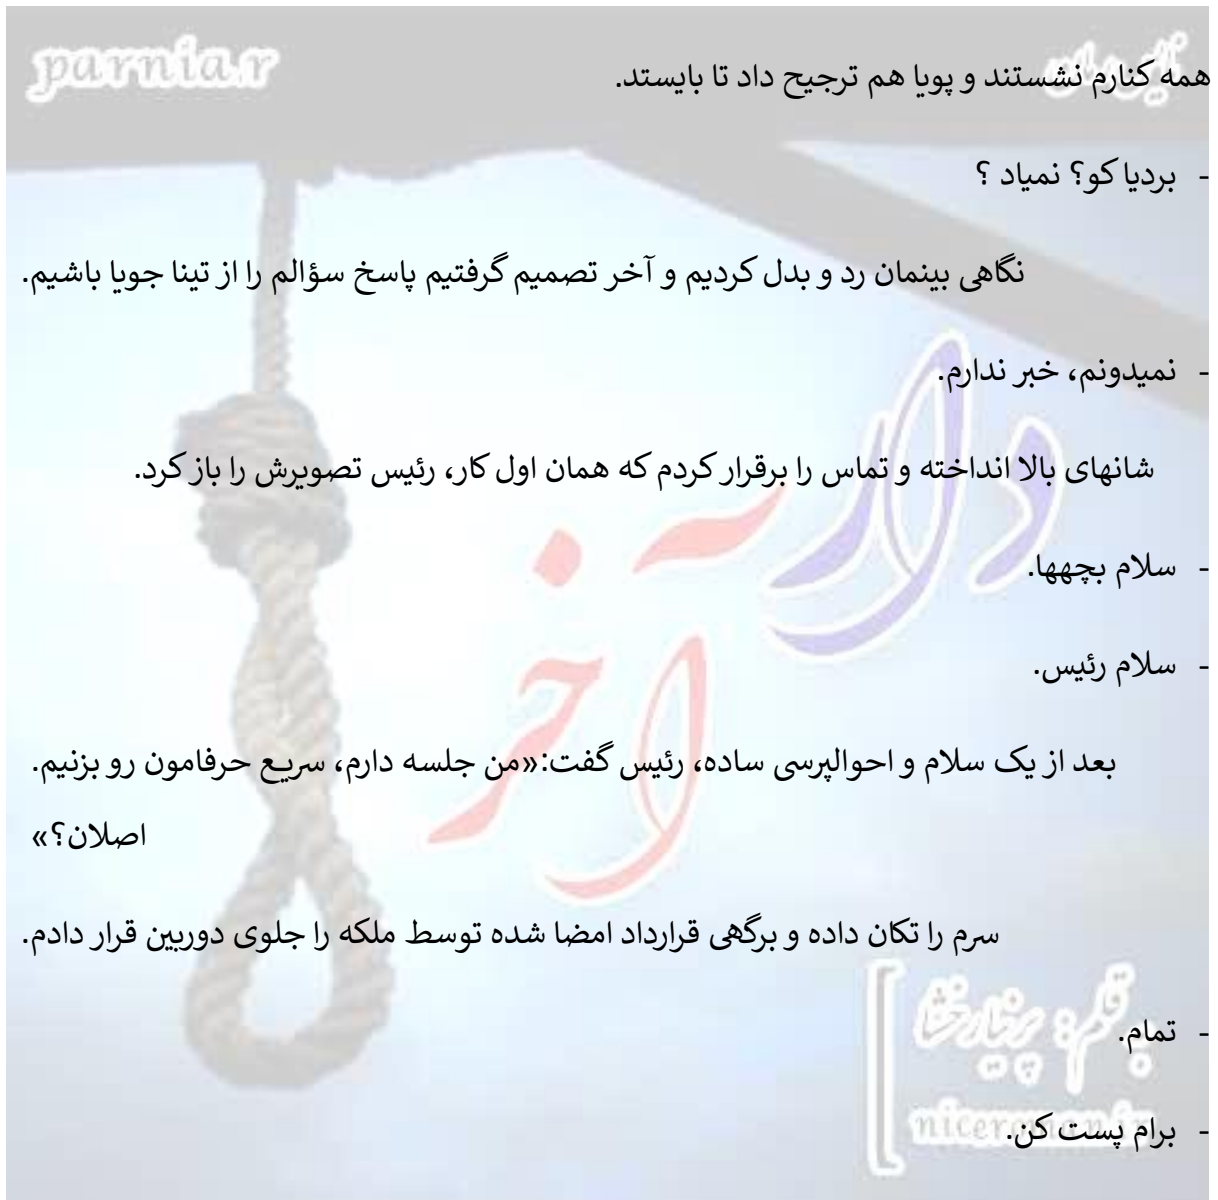 parnia.r
همه کنارم نشستند و پویا هم ترجیح داد تا بایستد.
- بردیا کو؟ نمیاد ؟
نگاهی بینمان رد و بدل کردیم و آخر تصمیم گرفتیم پاسخ سؤالم را از تینا جویا باشیم.
- نمیدونم، خبر ندارم.
شانهای بالا انداخته و تماس را برقرار کردم که همان اول کار، رئیس تصویرش را باز کرد.
- سلام بچهها.
- سلام رئیس.
دار آخر
بعد از یک سلام و احوالپرسی ساده، رئیس گفت:«من جلسه دارم، سریع حرفامون رو بزنیم.
اصلان؟»
سرم را تکان داده و برگهی قرارداد امضا شده توسط ملکه را جلوی دوربین قرار دادم.
- تمام.
- برام پست کن.